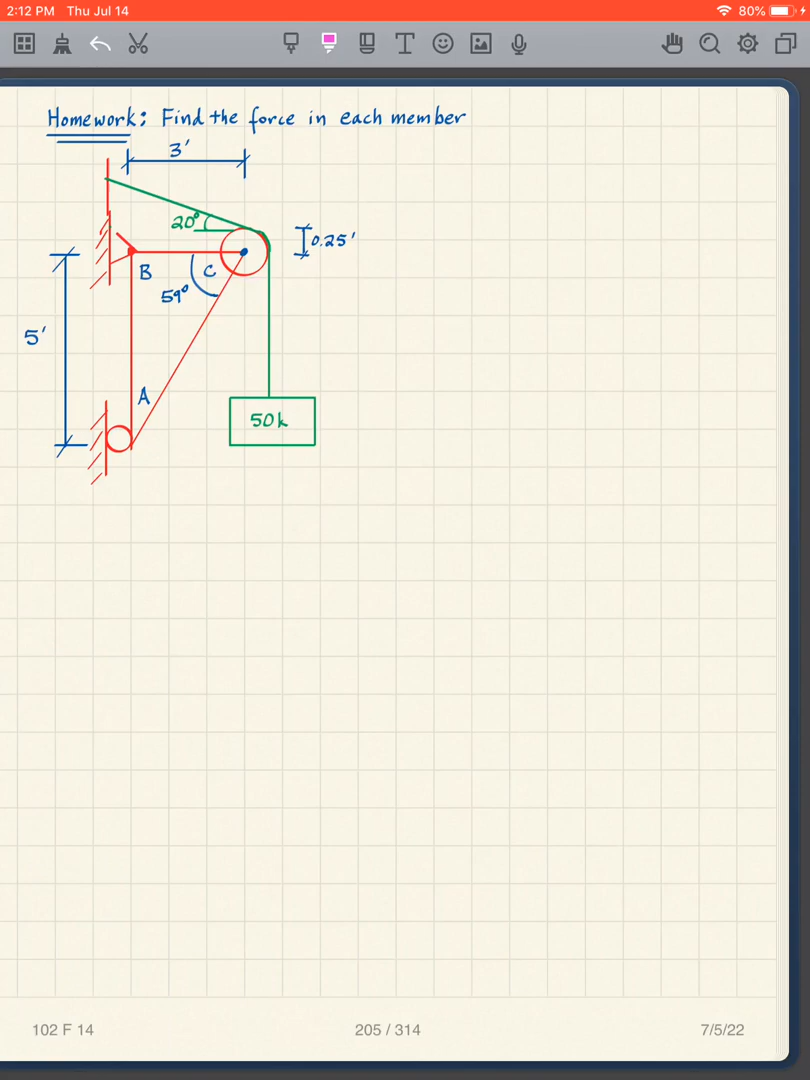 2:12 PM Thu Jul 14
80%
Homework: Find the force in each member
3'
20°
0.25'
B
C
59°
5'
A
50k
102 F 14
205 / 314
7/5/22